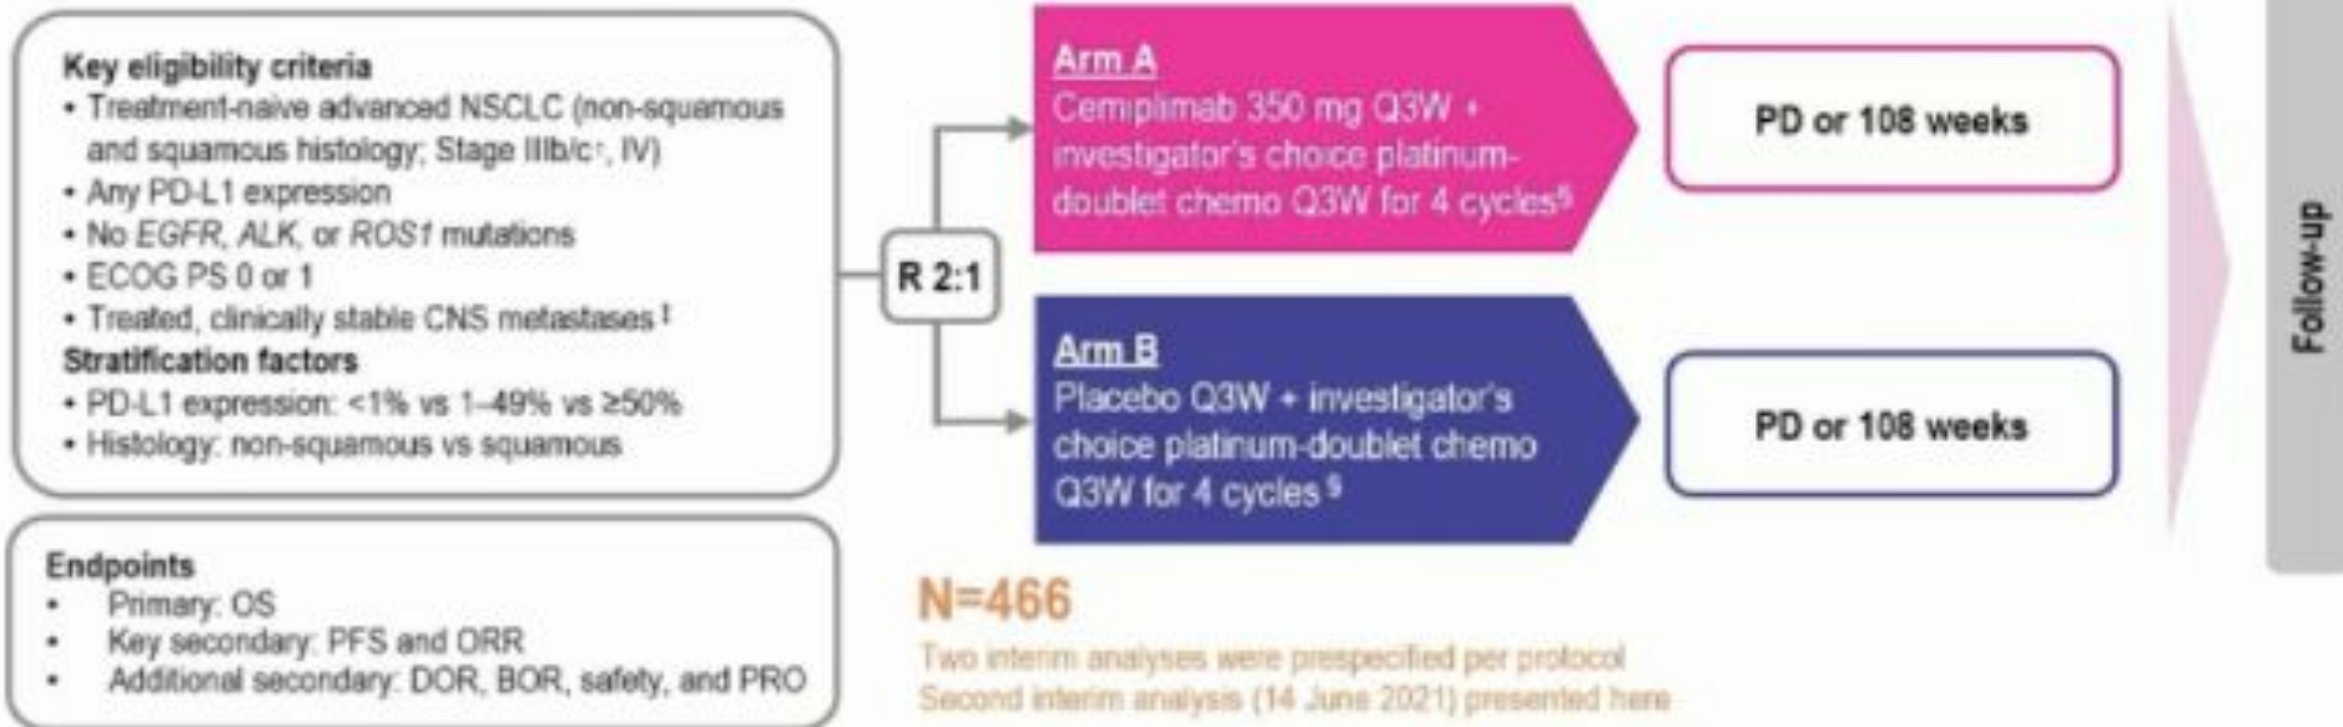 Key eligibility criteria
• Treatment-naive advanced NSCLC (non-squamous
and squamous histology; Stage IIIb/c†, IV)
• Any PD-L1 expression
• No EGFR, ALK, or ROS1 mutations
• ECOG PS 0 or 1
• Treated, clinically stable CNS metastases‡
Stratification factors
• PD-L1 expression: <1% vs 1–49% vs ≥50%
• Histology: non-squamous vs squamous
Endpoints
• Primary: OS
• Key secondary: PFS and ORR
• Additional secondary: DOR, BOR, safety, and PRO
R 2:1
Arm A
Cemiplimab 350 mg Q3W +
investigator's choice platinum-
doublet chemo Q3W for 4 cycles§
PD or 108 weeks
Arm B
Placebo Q3W + investigator's
choice platinum-doublet chemo
Q3W for 4 cycles§
PD or 108 weeks
Follow-up
N=466
Two interim analyses were prespecified per protocol
Second interim analysis (14 June 2021) presented here